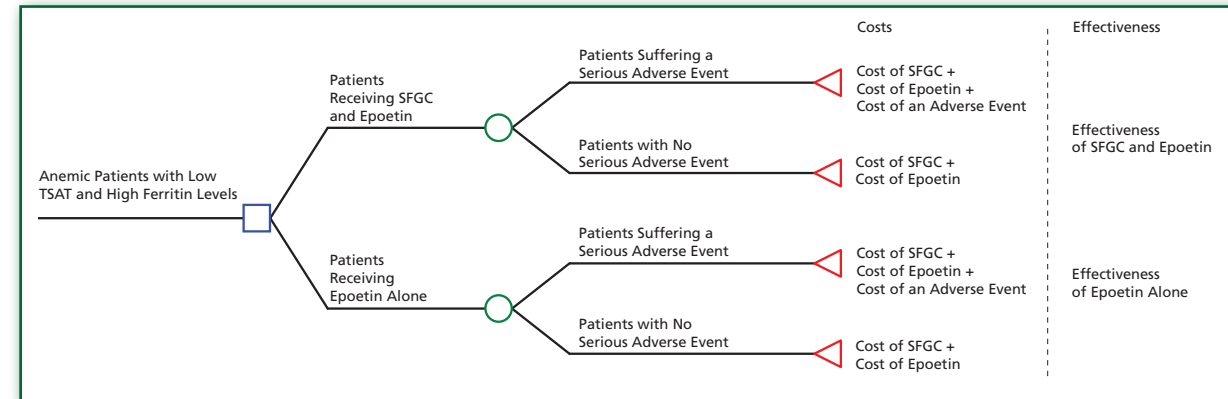 Costs
Effectiveness
Patients Suffering a
Serious Adverse Event
Cost of SFGC +
Cost of Epoetin +
Cost of an Adverse Event
Patients
Receiving SFGC
and Epoetin
Patients with No
Serious Adverse Event
Cost of SFGC +
Cost of Epoetin
Effectiveness
of SFGC and Epoetin
Anemic Patients with Low
TSAT and High Ferritin Levels
Patients Suffering a
Serious Adverse Event
Cost of SFGC +
Cost of Epoetin +
Cost of an Adverse Event
Patients
Receiving
Epoetin Alone
Effectiveness
of Epoetin Alone
Patients with No
Serious Adverse Event
Cost of SFGC +
Cost of Epoetin